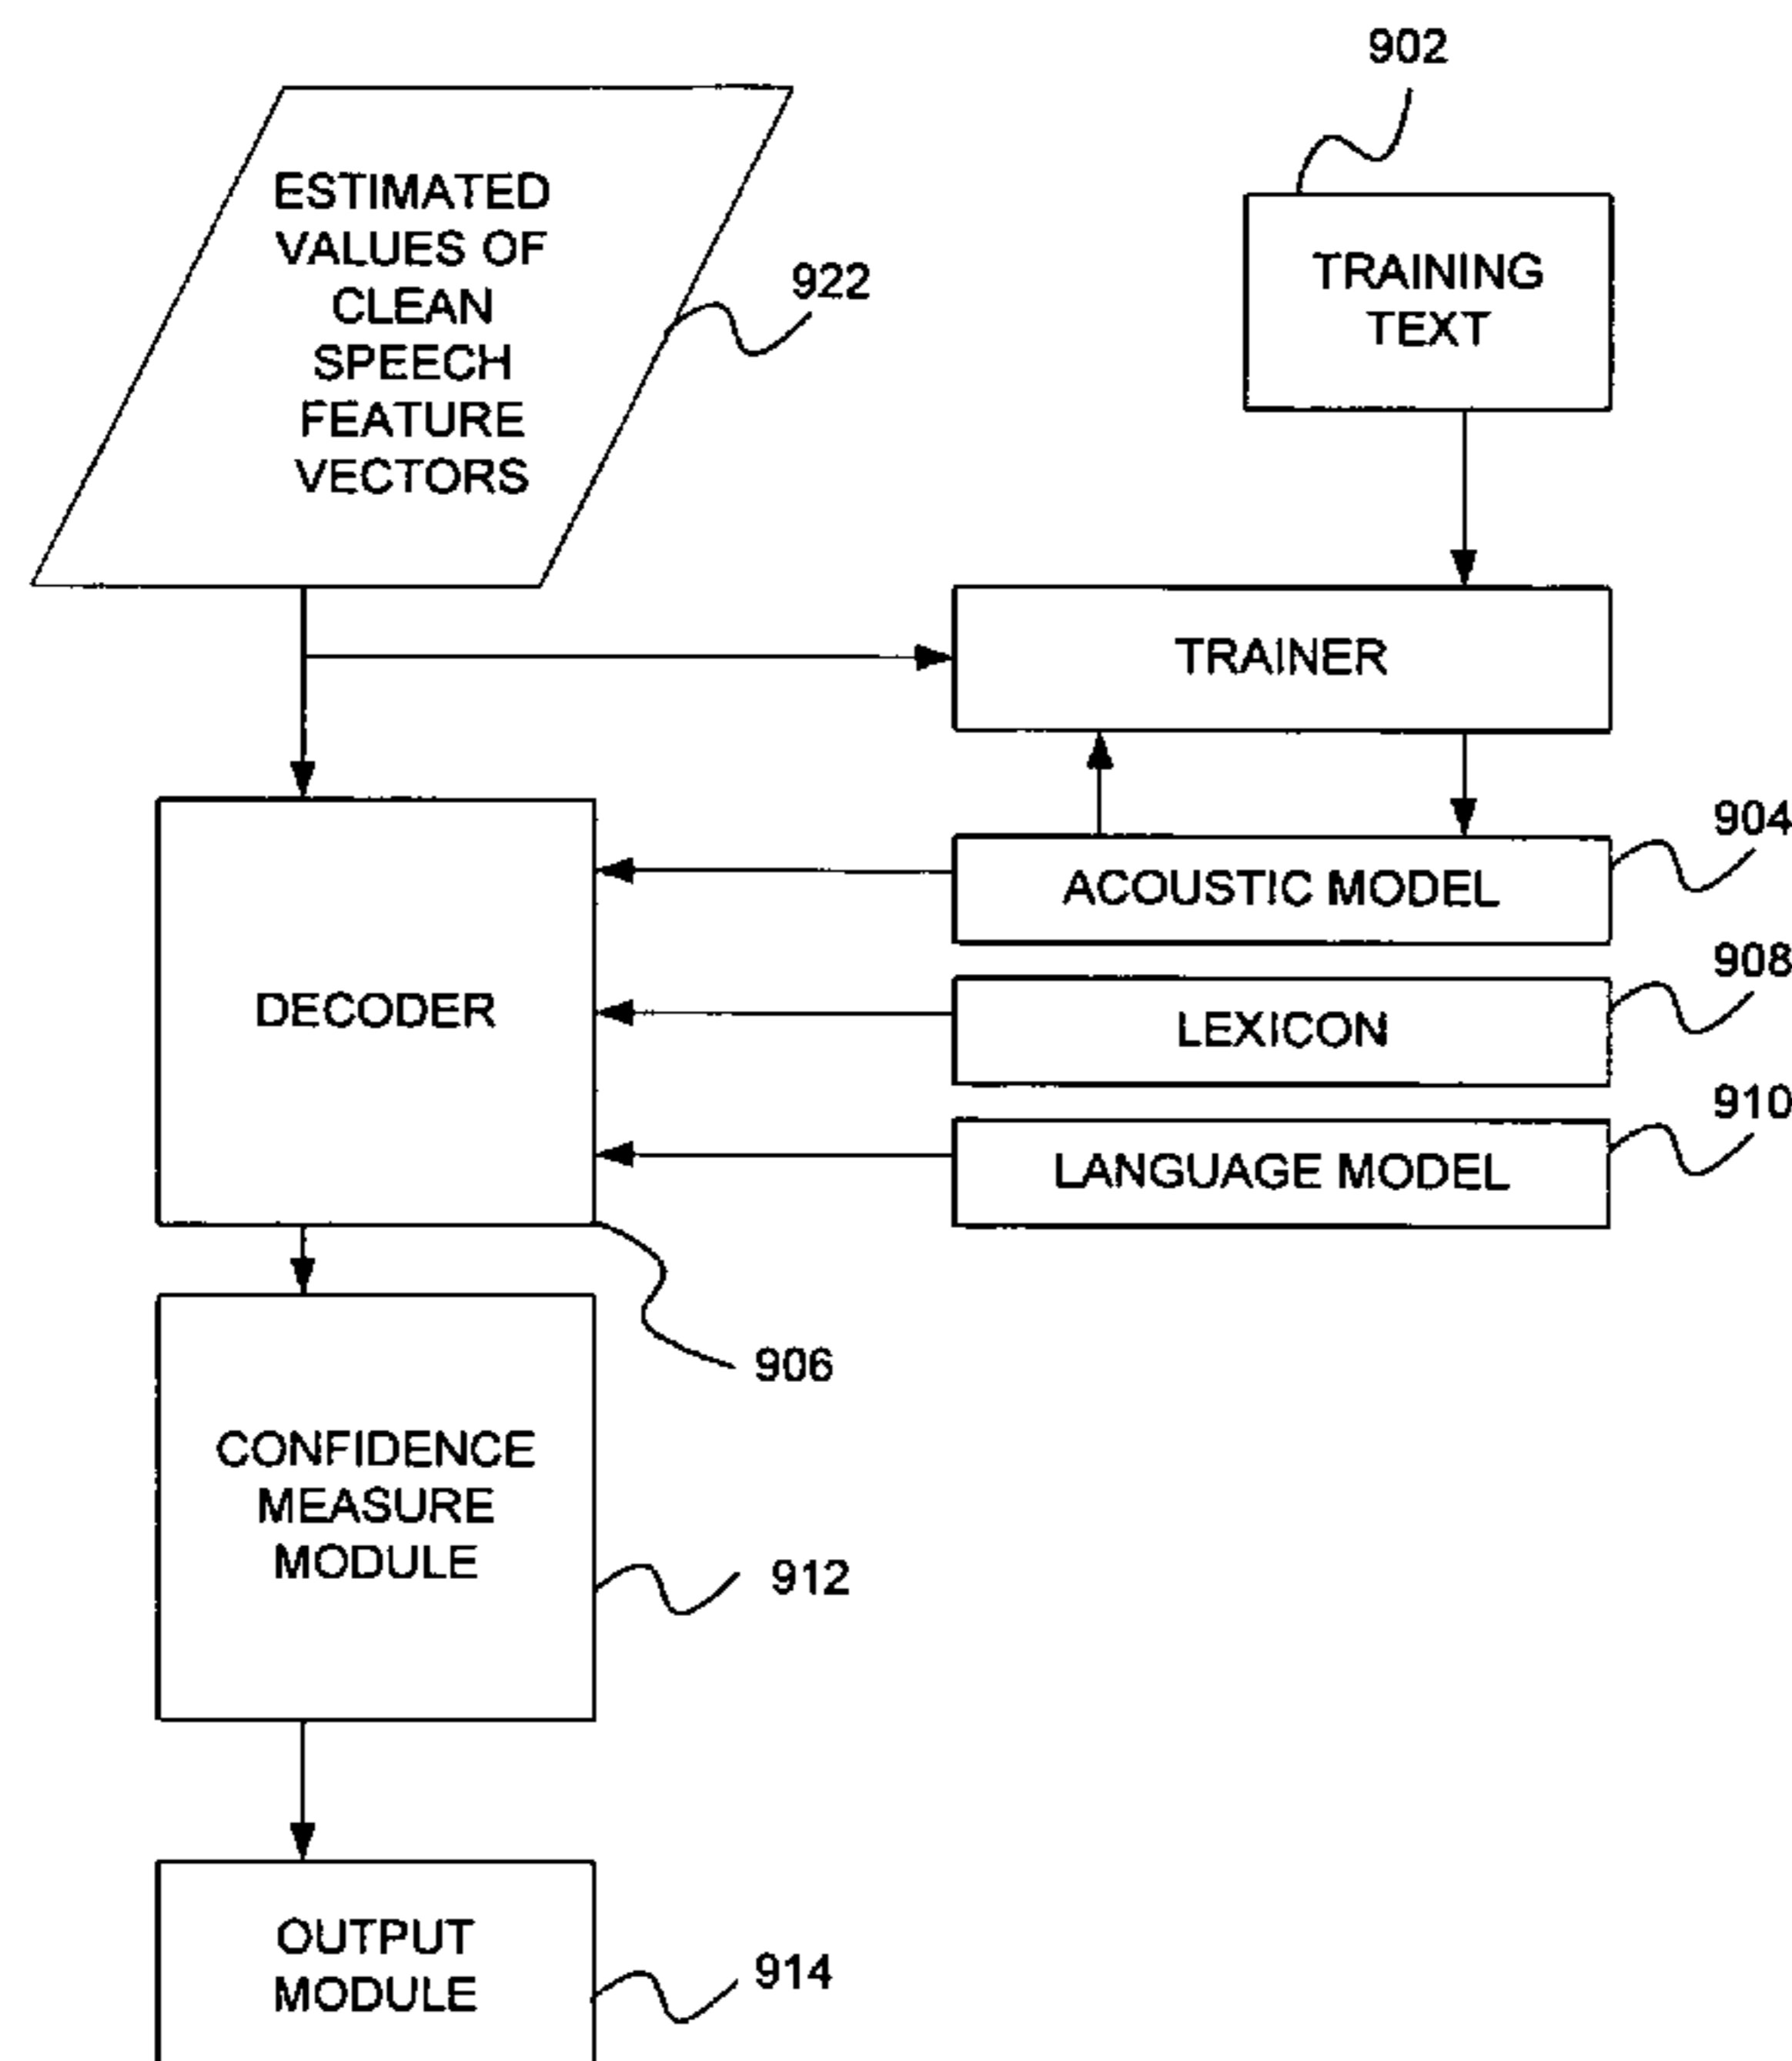 902
ESTIMATED
VALUES OF
CLEAN
SPEECH
FEATURE
VECTORS
922
TRAINING
TEXT
TRAINER
904
ACOUSTIC MODEL
908
LEXICON
DECODER
910
LANGUAGE MODEL
906
CONFIDENCE
MEASURE
MODULE
912
OUTPUT
MODULE
914